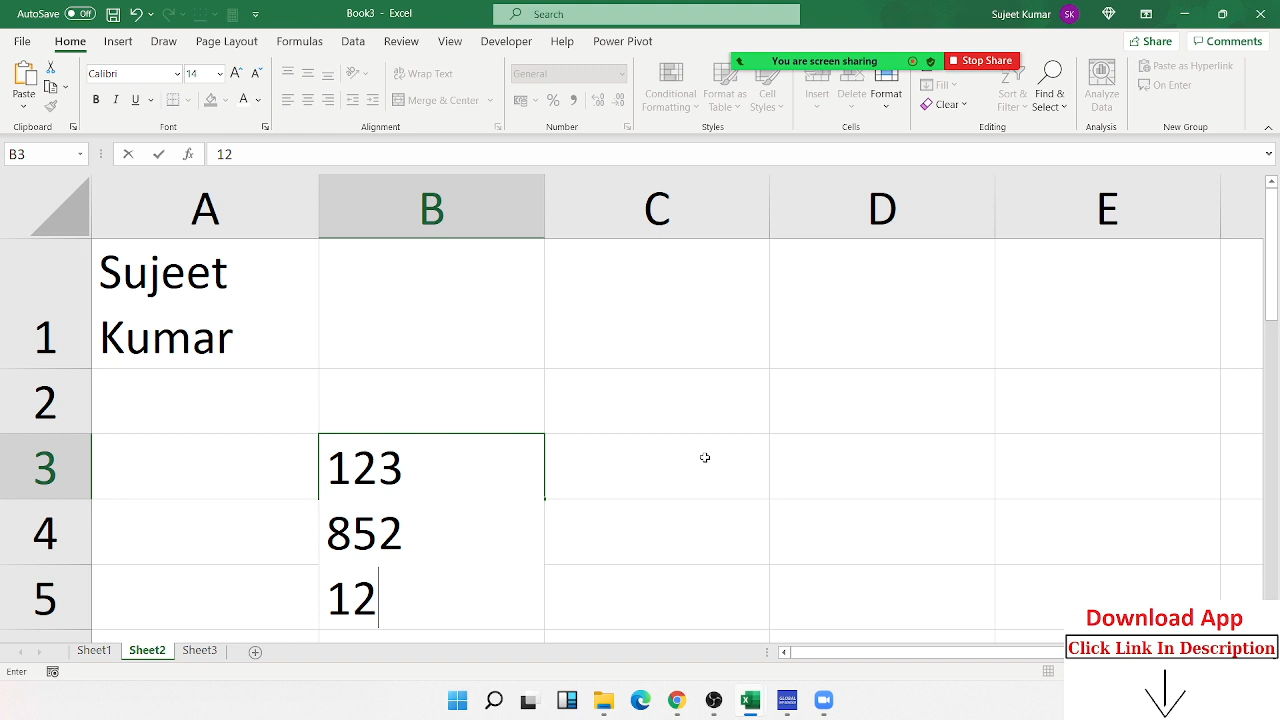 AutoSave Off
Book3 - Excel
Search
Sujeet Kumar SK
File Home Insert Draw Page Layout Formulas Data Review View Developer Help Power Pivot
Share Comments
You are screen sharing Stop Share
Paste
Calibri 14
Wrap Text
Merge & Center
General
Conditional Formatting
Format as Table
Cell Styles
Insert Delete Format
Fill
Clear
Sort & Filter
Find & Select
Analyze Data
Paste as Hyperlink
On Enter
Clipboard Font Alignment Number Styles Cells Editing Analysis New Group
B3 fx 12
A B C D E
Sujeet
1 Kumar
2
3 123
4 852
5 12
Sheet1 Sheet2 Sheet3
Enter
Download App
Click Link In Description